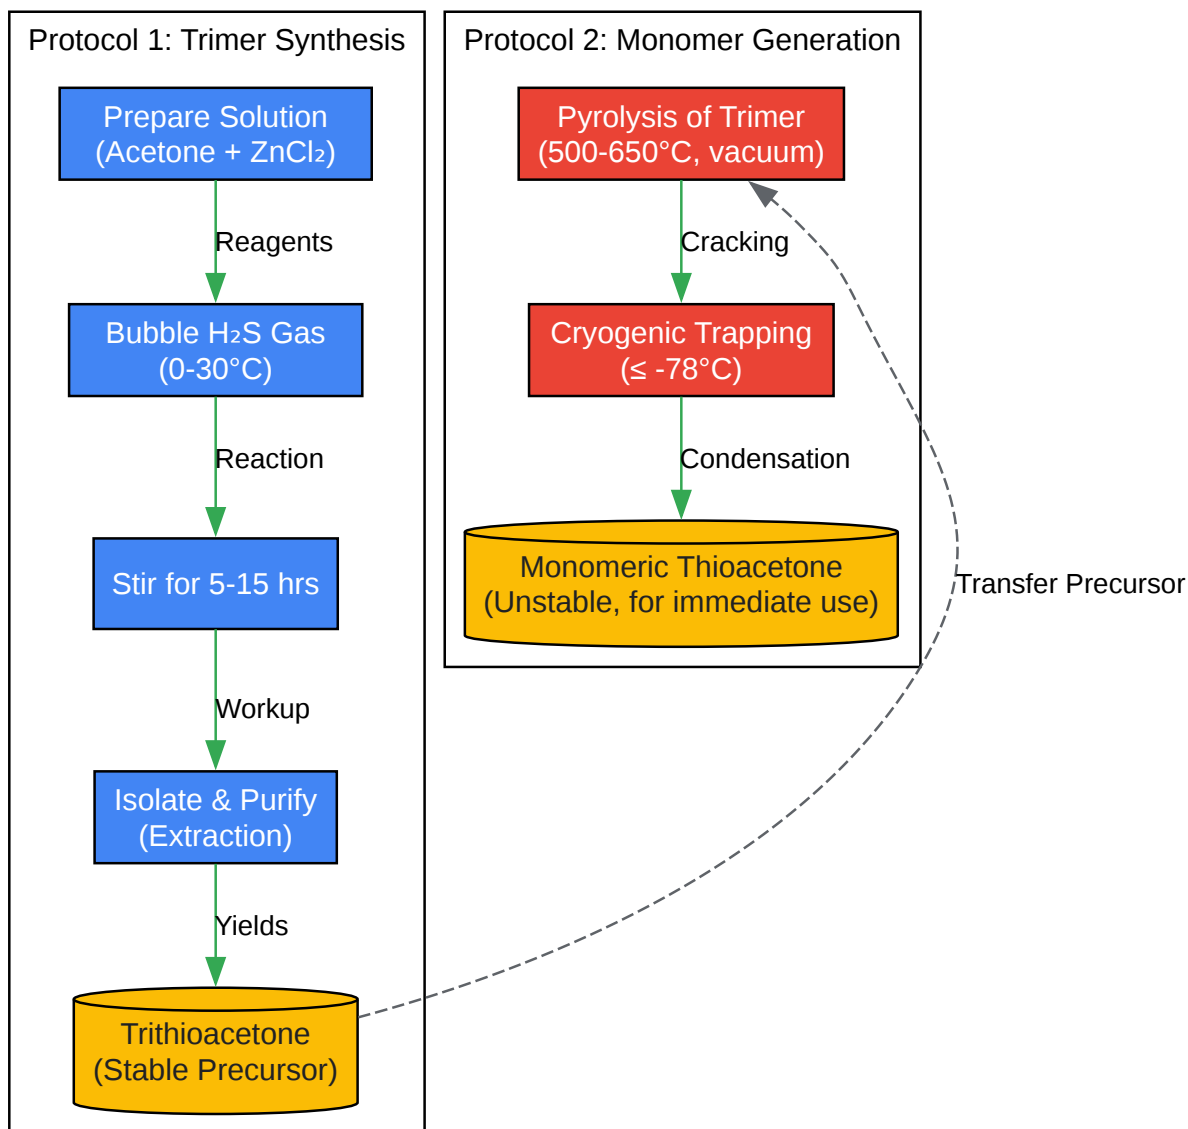 Protocol 1: Trimer Synthesis
Prepare Solution
(Acetone + ZnCl₂)
Reagents
Bubble H₂S Gas
(0-30°C)
Reaction
Stir for 5-15 hrs
Workup
Isolate & Purify
(Extraction)
Yields
Trithioacetone
(Stable Precursor)
Protocol 2: Monomer Generation
Pyrolysis of Trimer
(500-650°C, vacuum)
Cracking
Cryogenic Trapping
(≤ -78°C)
Condensation
Monomeric Thioacetone
(Unstable, for immediate use)
Transfer Precursor